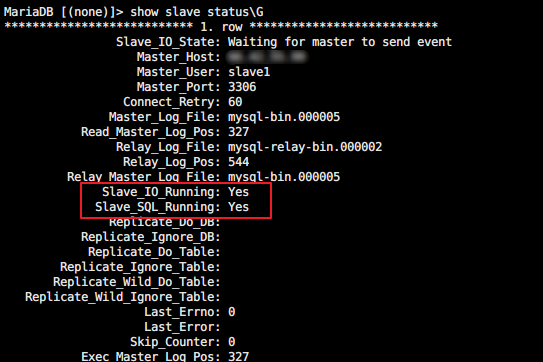 MariaDB [(none)]> show slave status\G
*************************** 1. row ***************************
Slave_IO_State: Waiting for master to send event
Master_Host:
Master_User: slave1
Master_Port: 3306
Connect_Retry: 60
Master_Log_File: mysql-bin.000005
Read_Master_Log_Pos: 327
Relay_Log_File: mysql-relay-bin.000002
Relay_Log_Pos: 544
Relay_Master_Log_File: mysql-bin.000005
Slave_IO_Running: Yes
Slave_SQL_Running: Yes
Replicate_Do_DB:
Replicate_Ignore_DB:
Replicate_Do_Table:
Replicate_Ignore_Table:
Replicate_Wild_Do_Table:
Replicate_Wild_Ignore_Table:
Last_Errno: 0
Last_Error:
Skip_Counter: 0
Exec_Master_Log_Pos: 327